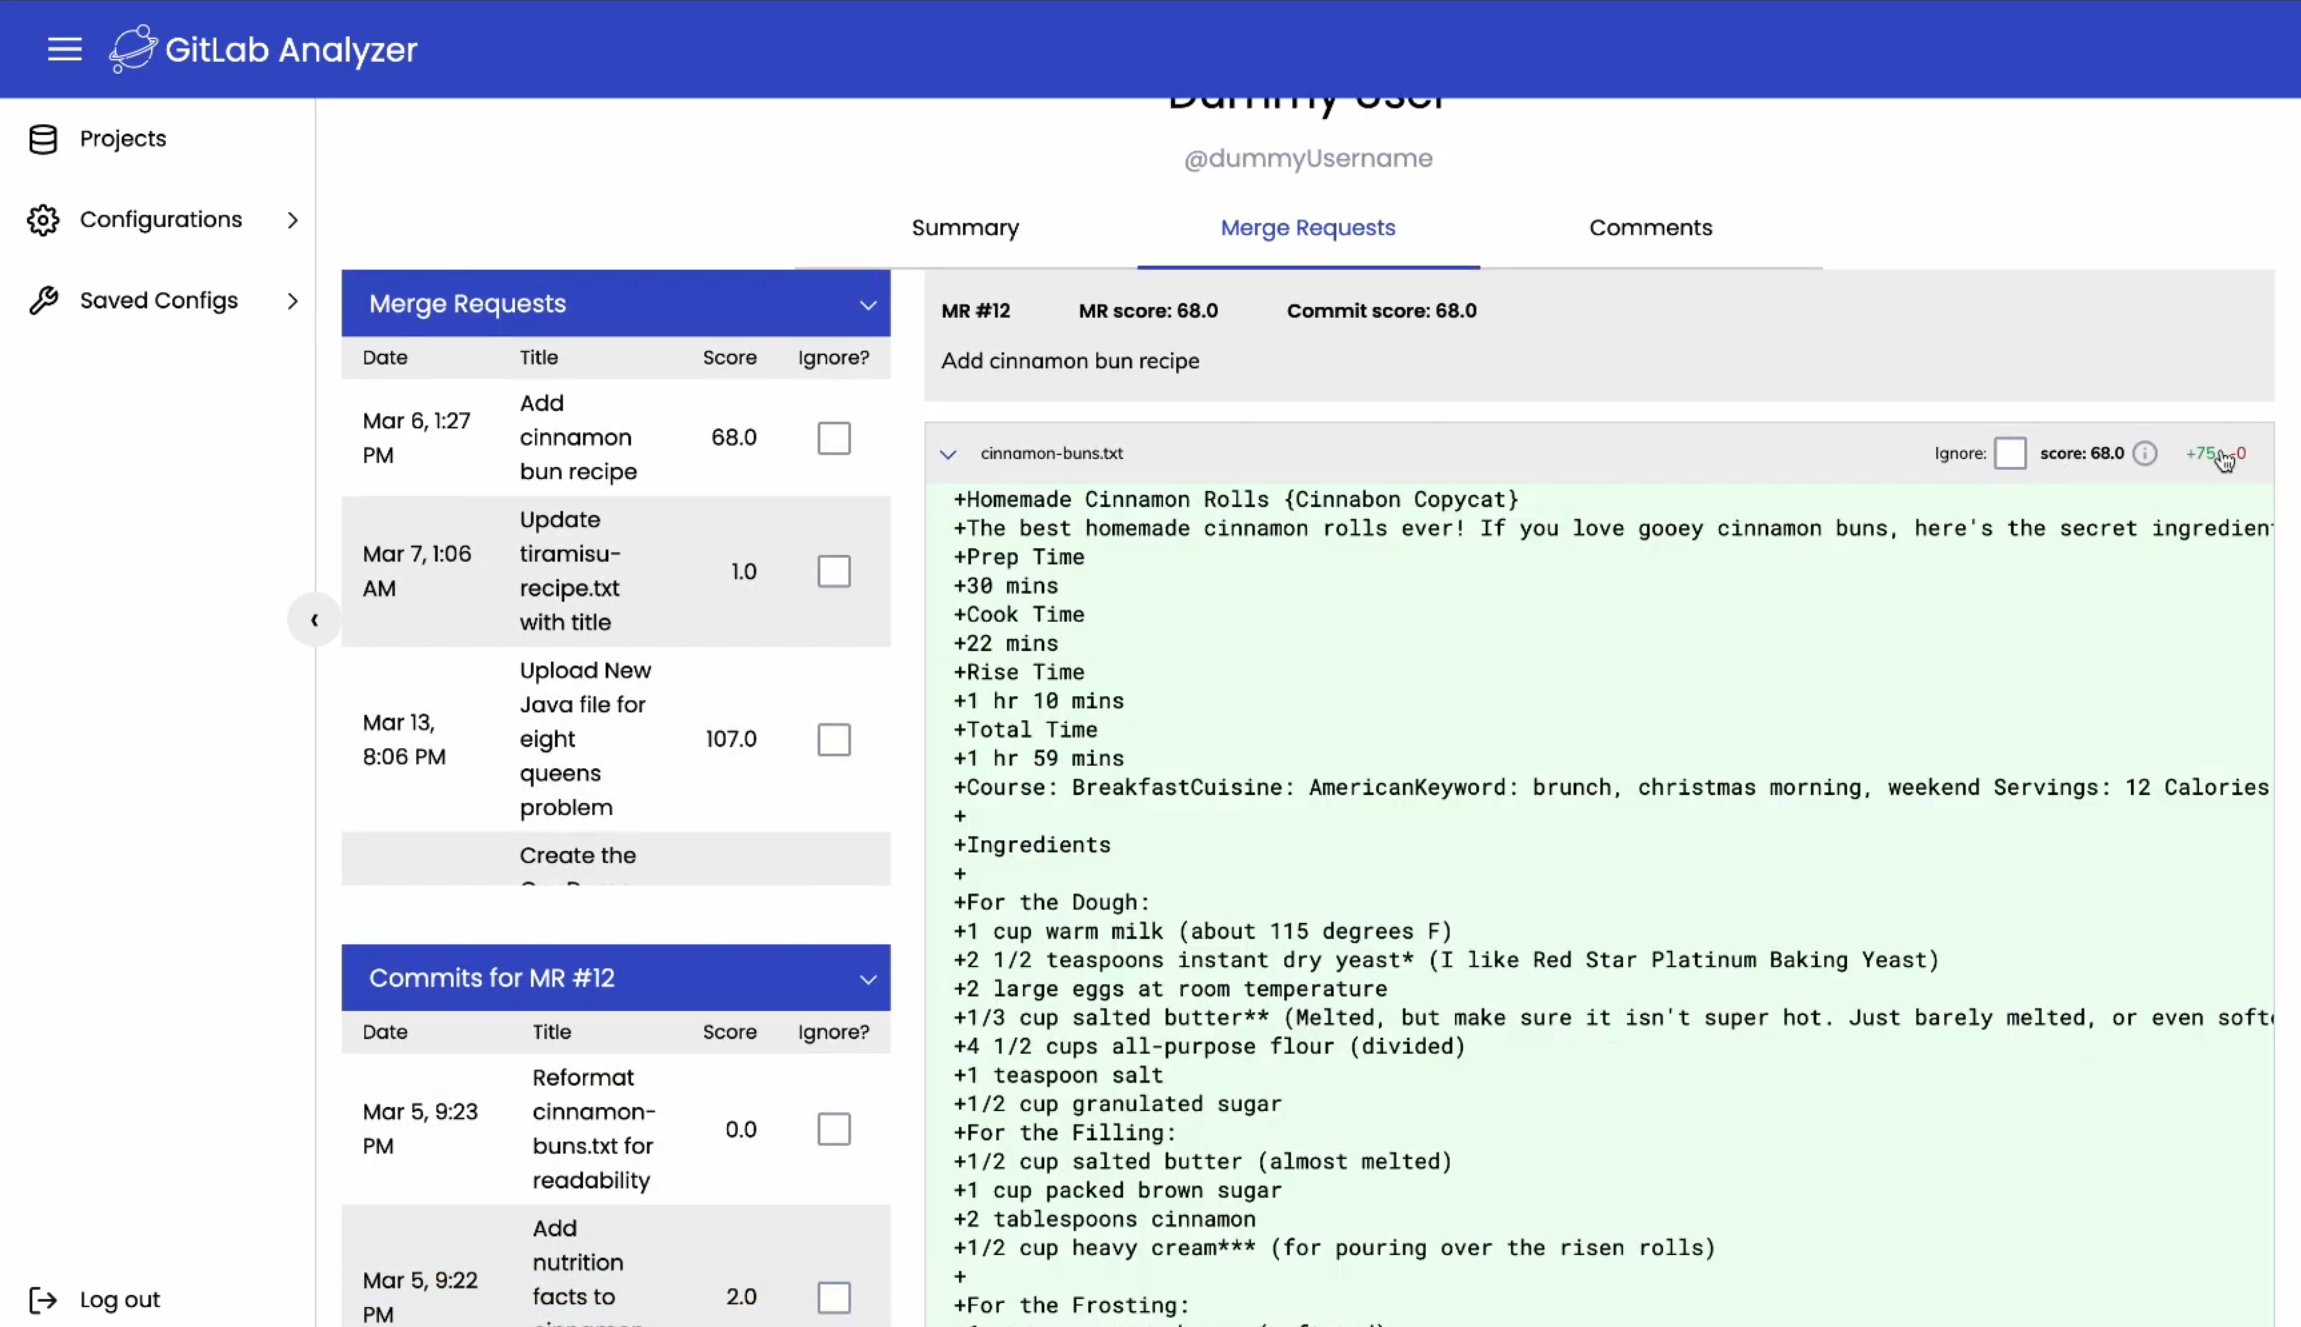 GitLab Analyzer
Projects
Configurations
Saved Configs
Log out
Dummy User
@dummyUsername
Summary
Merge Requests
Comments
Merge Requests
Date Title Score Ignore?
Mar 6, 1:27
PM
Add
cinnamon
bun recipe
68.0
Mar 7, 1:06
AM
Update
tiramisu-
recipe.txt
with title
1.0
Mar 13,
8:06 PM
Upload New
Java file for
eight
queens
problem
107.0
Create the
Commits for MR #12
Date Title Score Ignore?
Mar 5, 9:23
PM
Reformat
cinnamon-
buns.txt for
readability
0.0
Mar 5, 9:22
PM
Add
nutrition
facts to
2.0
MR #12 MR score: 68.0 Commit score: 68.0
Add cinnamon bun recipe
cinnamon-buns.txt Ignore: score: 68.0 +75 -0
+Homemade Cinnamon Rolls {Cinnabon Copycat}
+The best homemade cinnamon rolls ever! If you love gooey cinnamon buns, here's the secret ingredien
+Prep Time
+30 mins
+Cook Time
+22 mins
+Rise Time
+1 hr 10 mins
+Total Time
+1 hr 59 mins
+Course: BreakfastCuisine: AmericanKeyword: brunch, christmas morning, weekend Servings: 12 Calories
+
+Ingredients
+
+For the Dough:
+1 cup warm milk (about 115 degrees F)
+2 1/2 teaspoons instant dry yeast* (I like Red Star Platinum Baking Yeast)
+2 large eggs at room temperature
+1/3 cup salted butter** (Melted, but make sure it isn't super hot. Just barely melted, or even soft
+4 1/2 cups all-purpose flour (divided)
+1 teaspoon salt
+1/2 cup granulated sugar
+For the Filling:
+1/2 cup salted butter (almost melted)
+1 cup packed brown sugar
+2 tablespoons cinnamon
+1/2 cup heavy cream*** (for pouring over the risen rolls)
+
+For the Frosting: